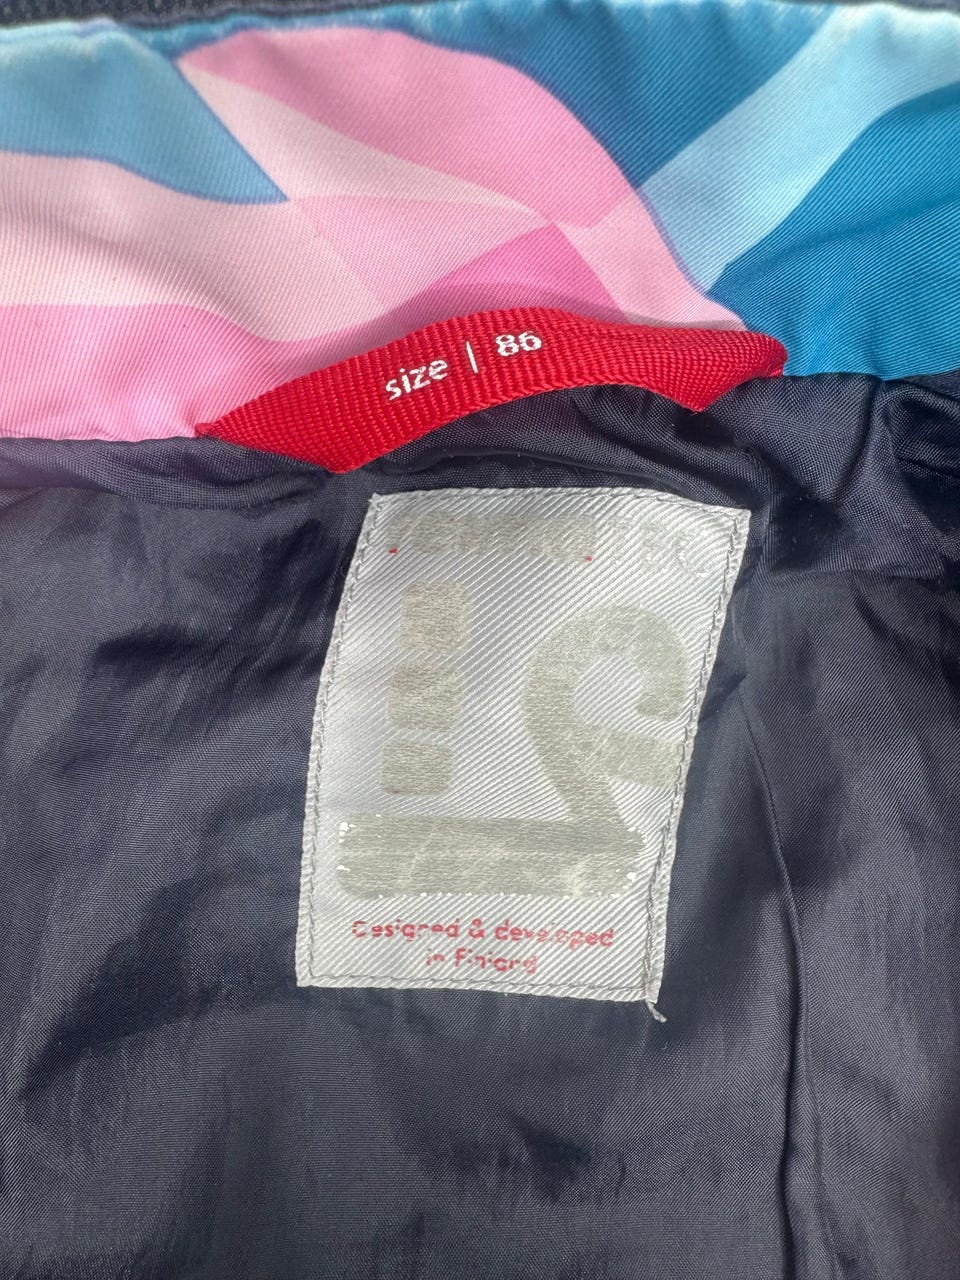 size | 86
Designed & developed
in Finland